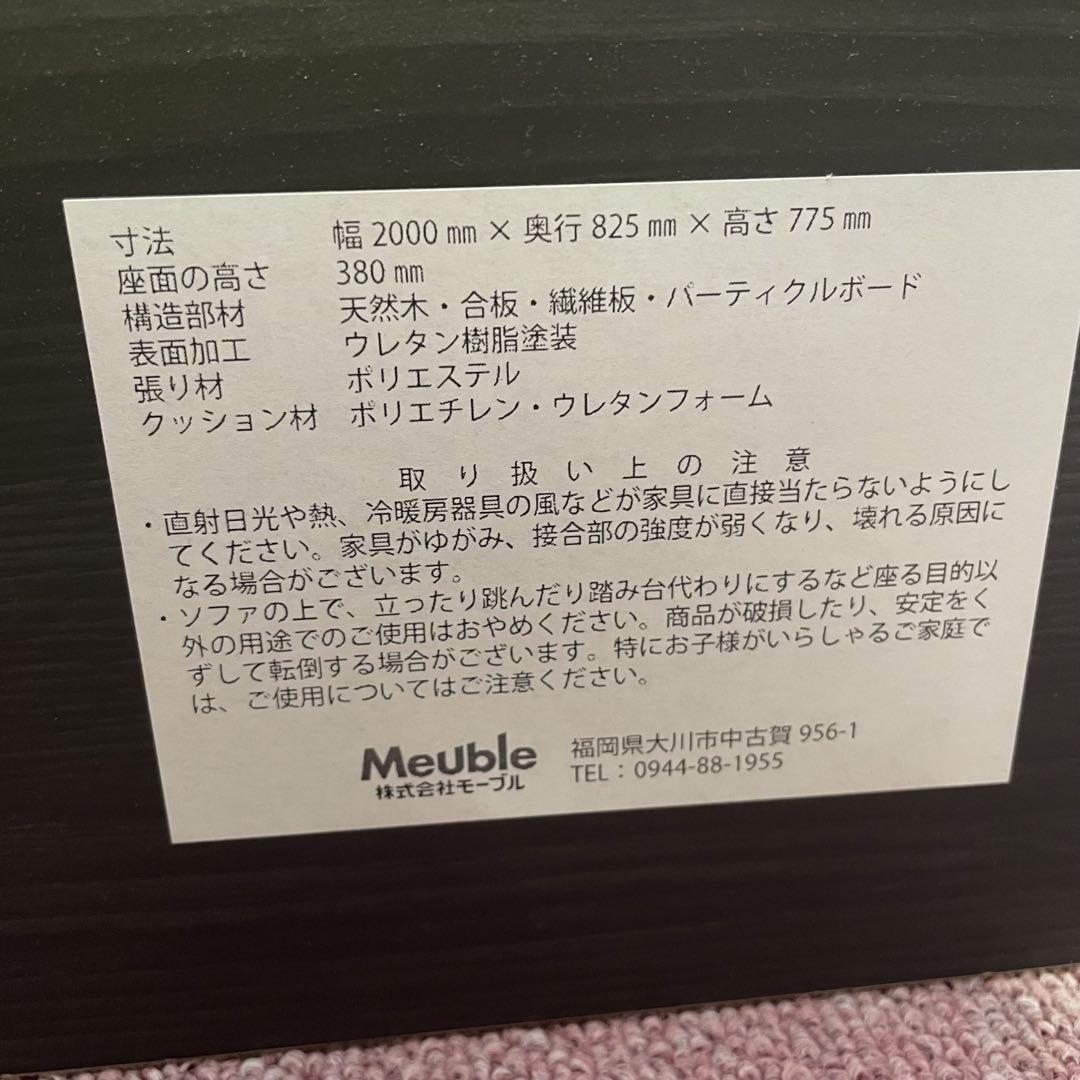 寸法 幅 2000 ㎜ × 奥行 825 ㎜ × 高さ 775 ㎜
座面の高さ 380 ㎜
構造部材 天然木・合板・繊維板・パーティクルボード
表面加工 ウレタン樹脂塗装
張り材 ポリエステル
クッション材 ポリエチレン・ウレタンフォーム
取り扱い上の注意
・直射日光や熱、冷暖房器具の風などが家具に直接当たらないようにし
てください。家具がゆがみ、接合部の強度が弱くなり、壊れる原因に
なる場合がございます。
・ソファの上で、立ったり跳んだり踏み台代わりにするなど座る目的以
外の用途でのご使用はおやめください。商品が破損したり、安定をく
ずして転倒する場合がございます。特にお子様がいらしゃるご家庭で
は、ご使用についてはご注意ください。
Meuble 福岡県大川市中古賀 956-1
株式会社モーブル TEL：0944-88-1955